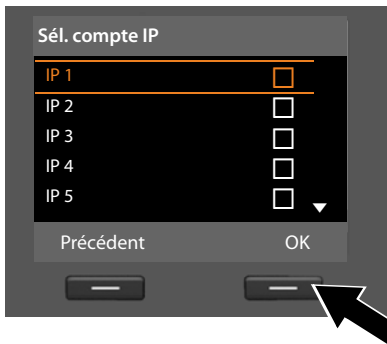 Sél. compte IP
IP 1
IP 2
IP 3
IP 4
IP 5
Précédent OK